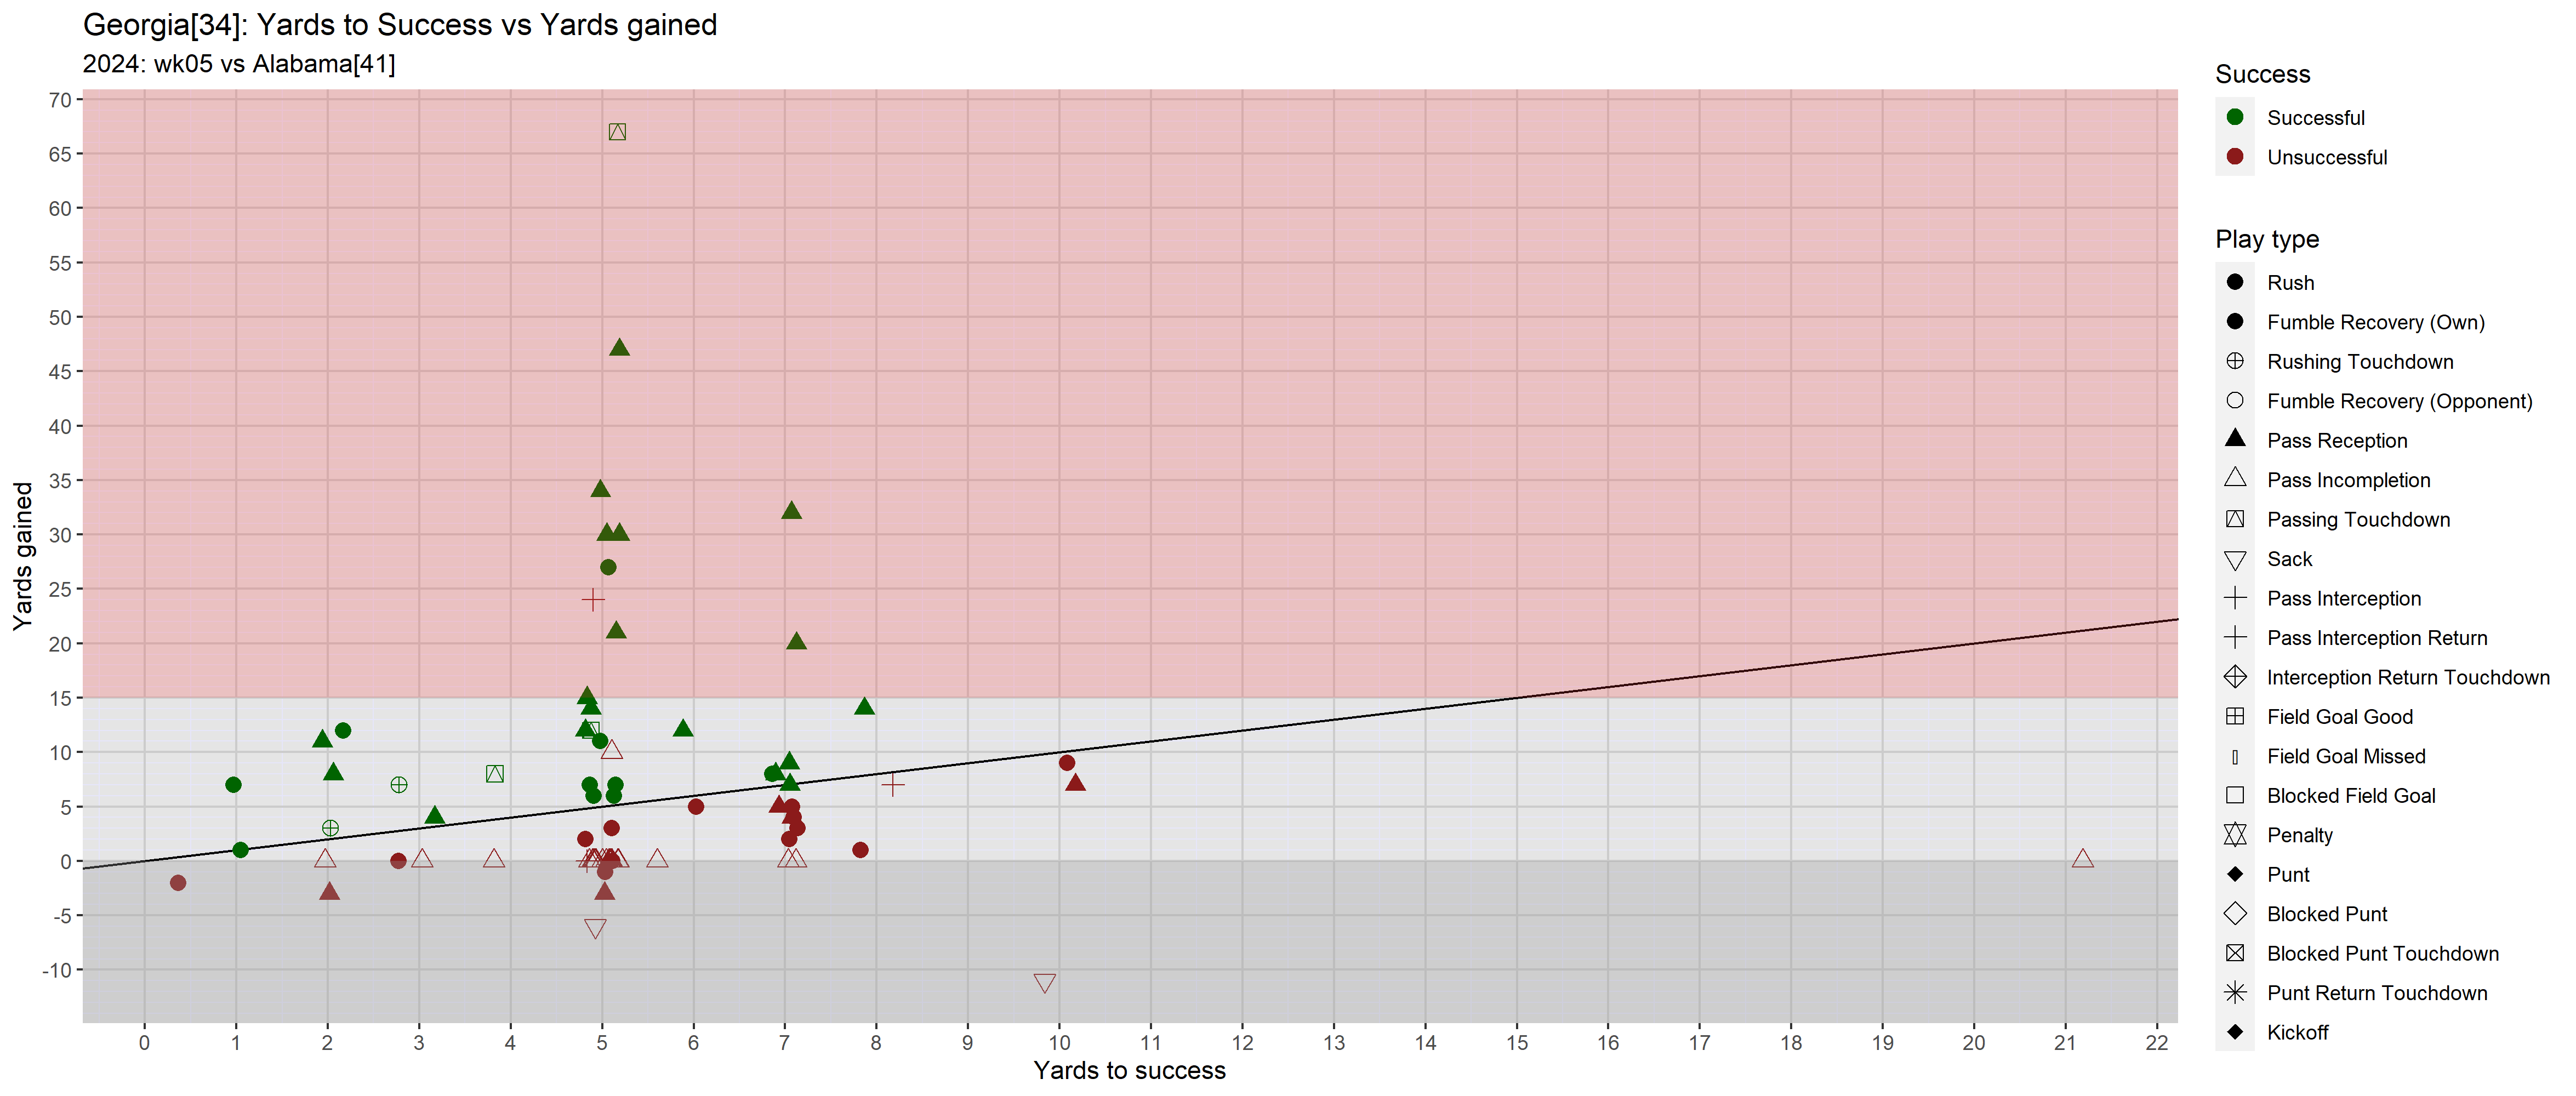 Georgia[34]: Yards to Success vs Yards gained
2024: wk05 vs Alabama[41]
Yards gained
70
65
60
55
50
45
40
35
30
25
20
15
10
5
0
-5
-10
0 1 2 3 4 5 6 7 8 9 10 11 12 13 14 15 16 17 18 19 20 21 22
Yards to success
Success
Successful
Unsuccessful
Play type
Rush
Fumble Recovery (Own)
Rushing Touchdown
Fumble Recovery (Opponent)
Pass Reception
Pass Incompletion
Passing Touchdown
Sack
Pass Interception
Pass Interception Return
Interception Return Touchdown
Field Goal Good
Field Goal Missed
Blocked Field Goal
Penalty
Punt
Blocked Punt
Blocked Punt Touchdown
Punt Return Touchdown
Kickoff